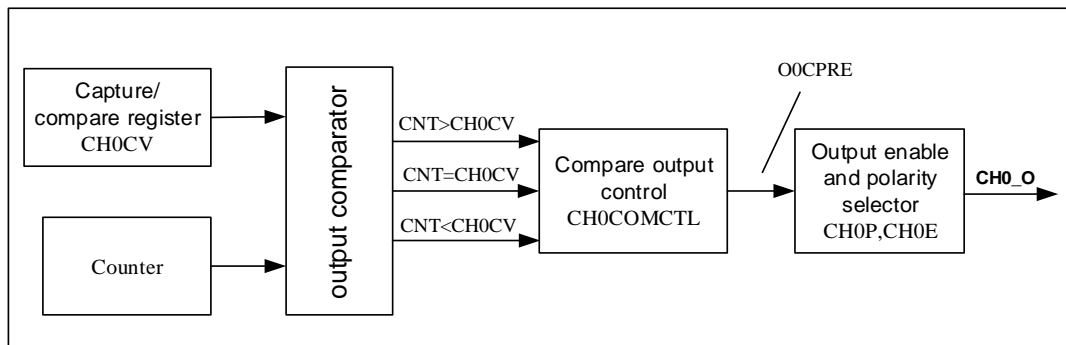 Capture/
compare register
CH0CV
Counter
output comparator
CNT>CH0CV
CNT=CH0CV
CNT<CH0CV
Compare output
control
CH0COMCTL
O0CPRE
Output enable
and polarity
selector
CH0P,CH0E
CH0_O